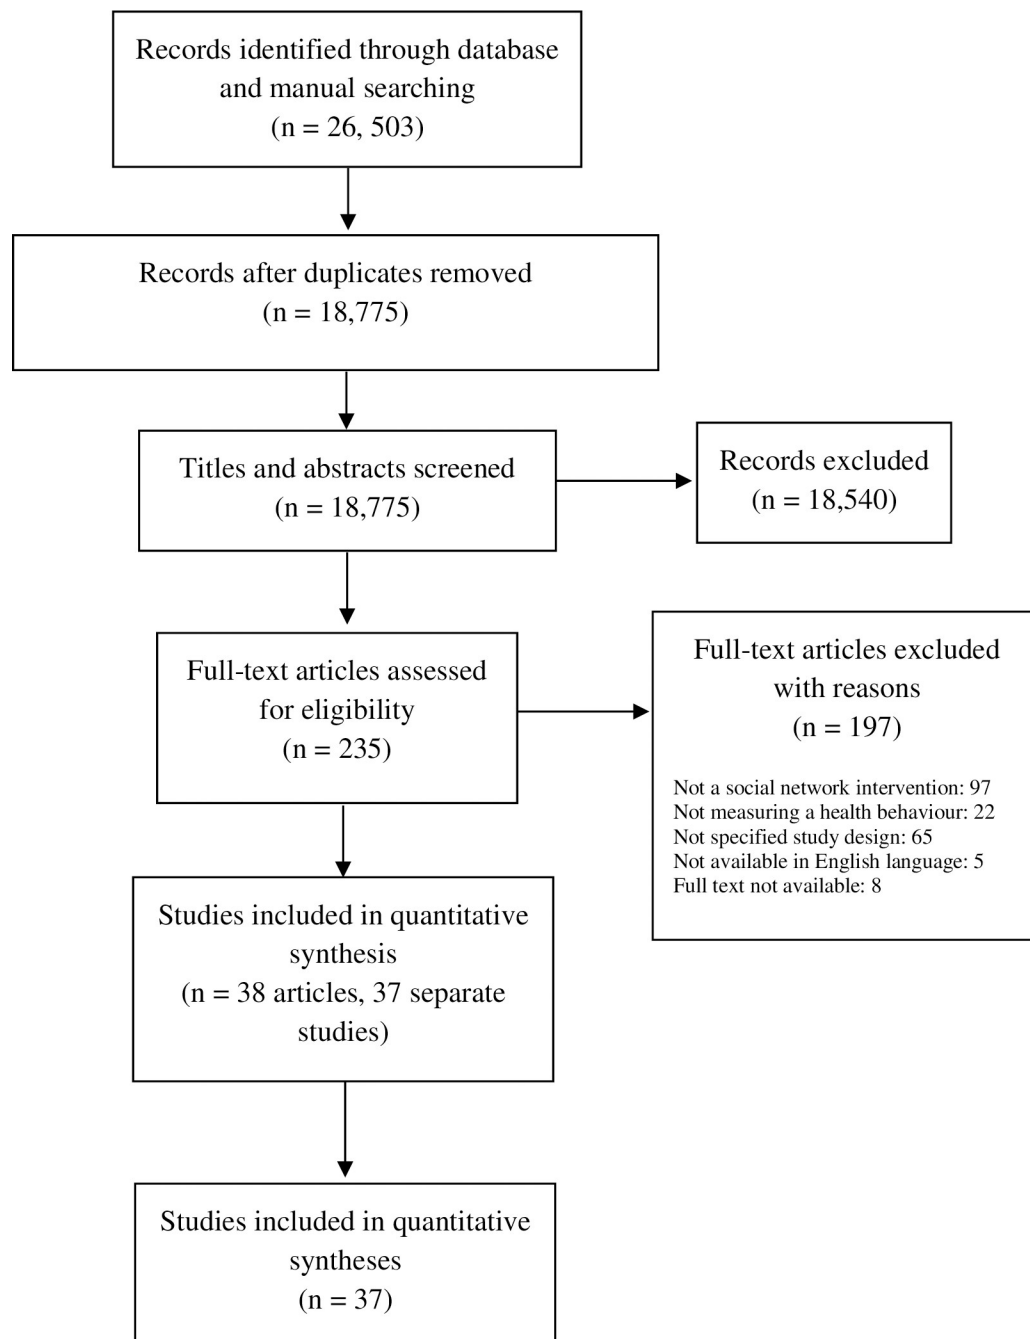 Records identified through database
and manual searching
(n = 26, 503)
Records after duplicates removed
(n = 18,775)
Titles and abstracts screened
(n = 18,775)
Records excluded
(n = 18,540)
Full-text articles assessed
for eligibility
(n = 235)
Full-text articles excluded
with reasons
(n = 197)
Not a social network intervention: 97
Not measuring a health behaviour: 22
Not specified study design: 65
Not available in English language: 5
Full text not available: 8
Studies included in quantitative
synthesis
(n = 38 articles, 37 separate
studies)
Studies included in quantitative
syntheses
(n = 37)